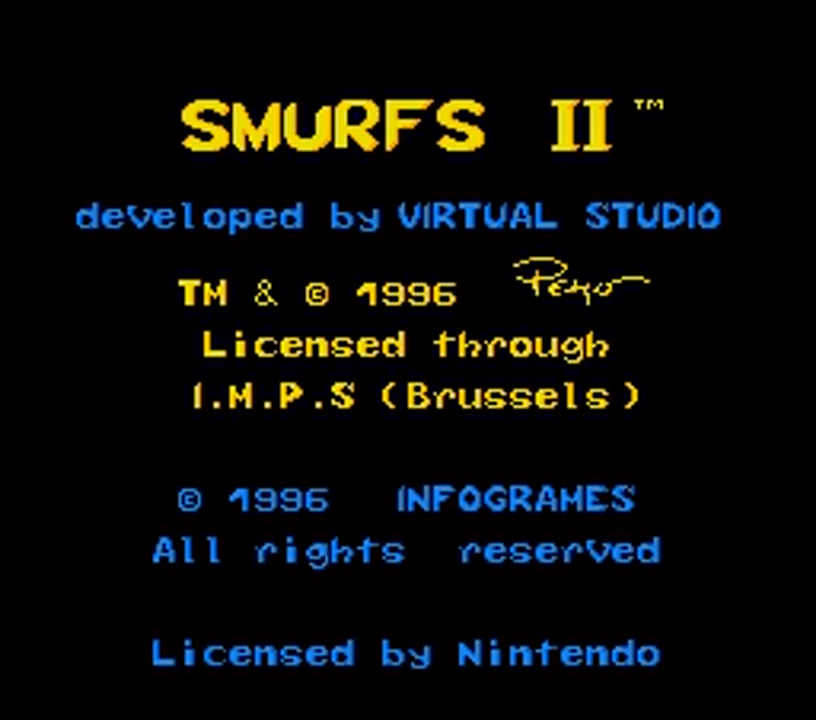 SMURFS II ™
developed by VIRTUAL STUDIO
TM & © 1996 Peyo
Licensed through
I.M.P.S (Brussels)
© 1996 INFOGRAMES
All rights reserved
Licensed by Nintendo